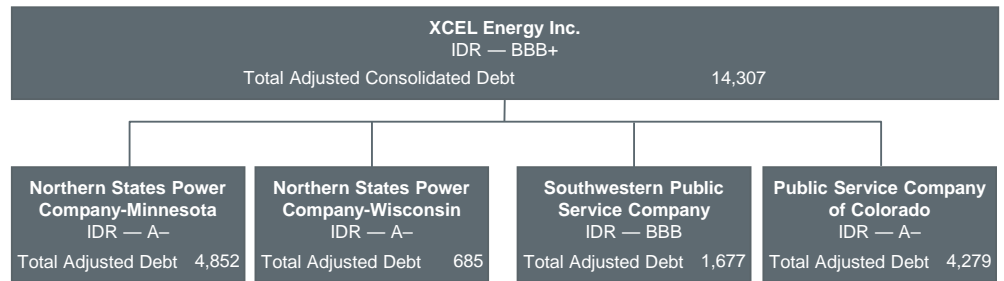 XCEL Energy Inc.
IDR — BBB+
Total Adjusted Consolidated Debt 14,307
Northern States Power
Company-Minnesota
IDR — A–
Total Adjusted Debt 4,852
Northern States Power
Company-Wisconsin
IDR — A–
Total Adjusted Debt 685
Southwestern Public
Service Company
IDR — BBB
Total Adjusted Debt 1,677
Public Service Company
of Colorado
IDR — A–
Total Adjusted Debt 4,279